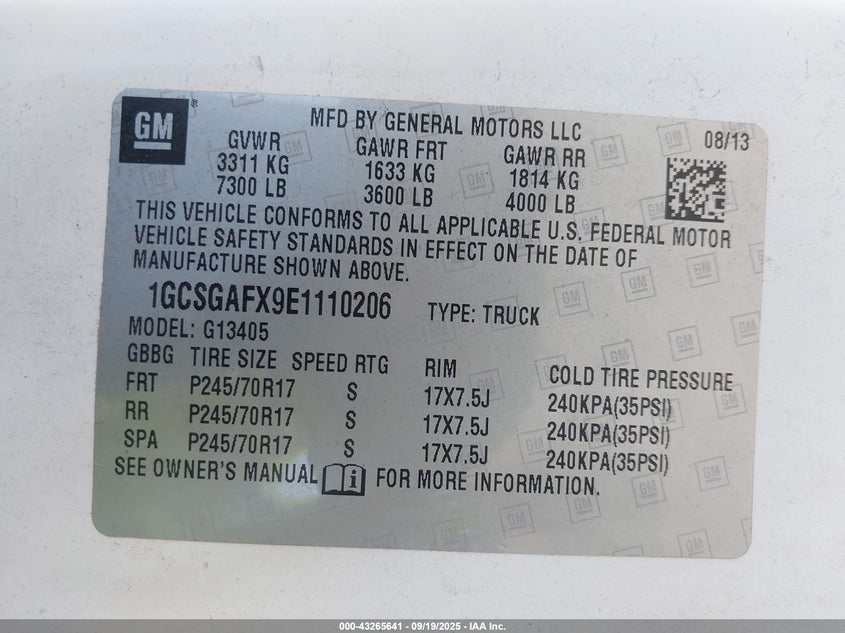 GM
MFD BY GENERAL MOTORS LLC
08/13
GVWR GAWR FRT GAWR RR
3311 KG 1633 KG 1814 KG
7300 LB 3600 LB 4000 LB
THIS VEHICLE CONFORMS TO ALL APPLICABLE U.S. FEDERAL MOTOR
VEHICLE SAFETY STANDARDS IN EFFECT ON THE DATE OF
MANUFACTURE SHOWN ABOVE.
1GCSGAFX9E1110206 TYPE: TRUCK
MODEL: G13405
GBBG TIRE SIZE SPEED RTG RIM COLD TIRE PRESSURE
FRT P245/70R17 S 17X7.5J 240KPA(35PSI)
RR P245/70R17 S 17X7.5J 240KPA(35PSI)
SPA P245/70R17 S 17X7.5J 240KPA(35PSI)
SEE OWNER'S MANUAL FOR MORE INFORMATION.
000-43265641 - 09/19/2025 - IAA Inc.